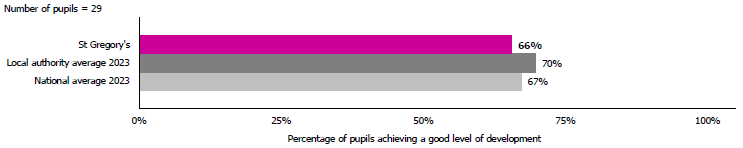 Number of pupils = 29
St Gregory's 66%
Local authority average 2023 70%
National average 2023 67%
0% 25% 50% 75% 100%
Percentage of pupils achieving a good level of development